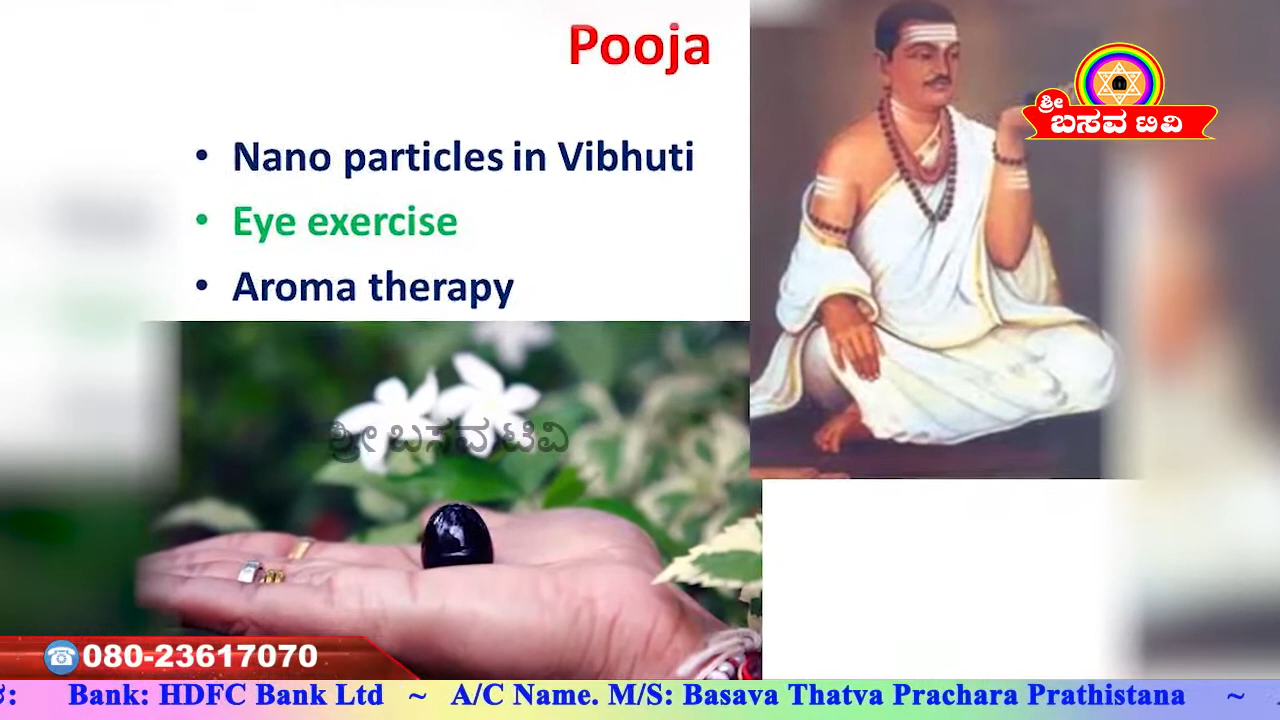 Pooja
ಶ್ರೀ
ಬಸವ ಟಿವಿ
• Nano particles in Vibhuti
• Eye exercise
• Aroma therapy
ಶ್ರೀ ಬಸವ ಟಿವಿ
080-23617070
Bank: HDFC Bank Ltd ~ A/C Name. M/S: Basava Thatva Prachara Prathistana ~